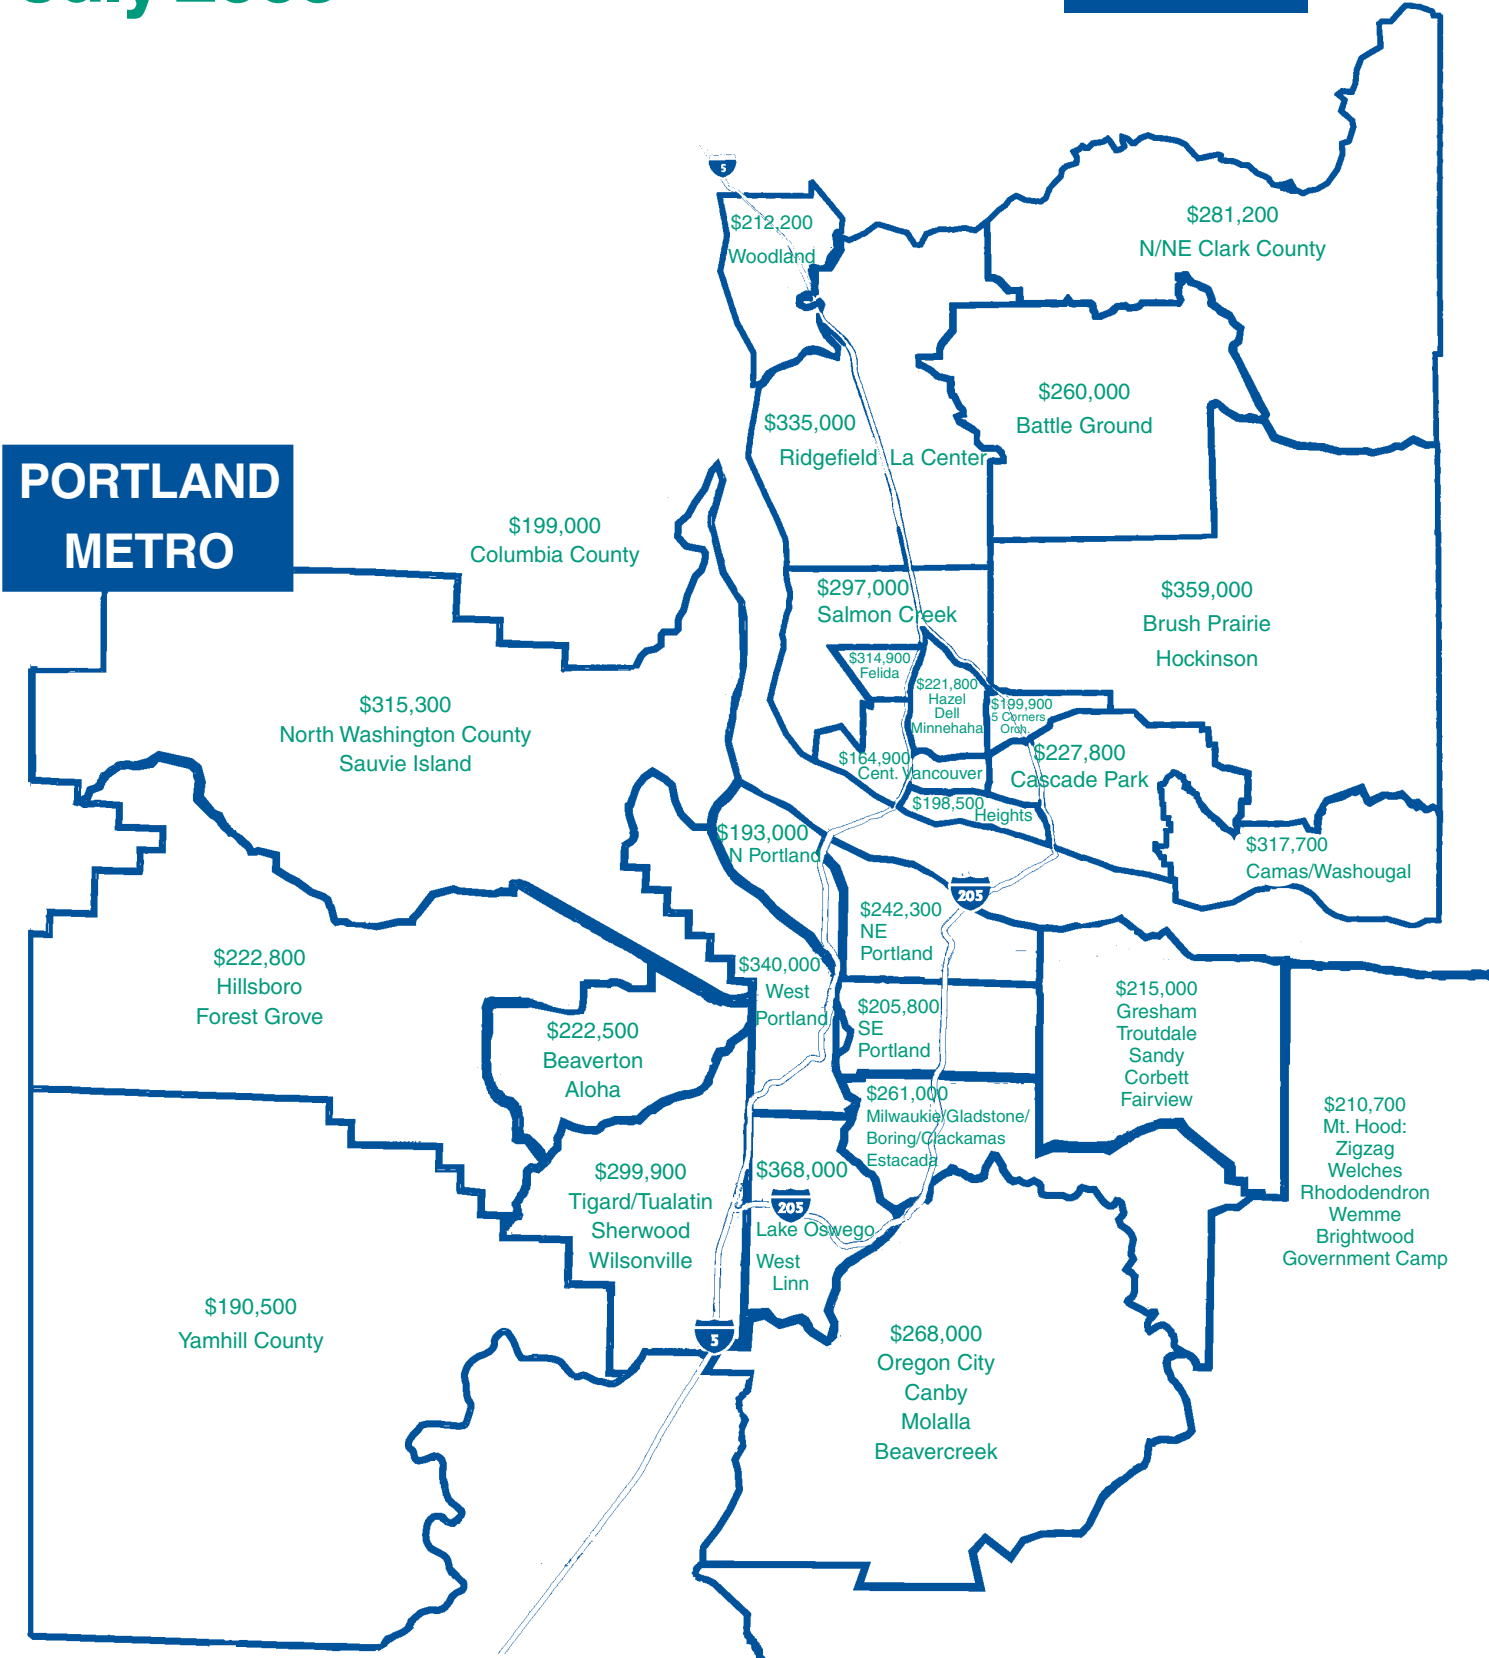 5
$212,200
Woodland
$281,200
N/NE Clark County
$260,000
Battle Ground
$335,000
Ridgefield La Center
PORTLAND
METRO
$199,000
Columbia County
$297,000
Salmon Creek
$359,000
Brush Prairie
Hockinson
$314,900
Felida
$221,800
Hazel
Dell
Minnehaha
$199,900
5 Corners
Orch.
$315,300
North Washington County
Sauvie Island
$164,900
Cent. Vancouver
$227,800
Cascade Park
$198,500
Heights
$193,000
N Portland
$317,700
Camas/Washougal
205
$242,300
NE
Portland
$222,800
Hillsboro
Forest Grove
$340,000
West
Portland
$205,800
SE
Portland
$215,000
Gresham
Troutdale
Sandy
Corbett
Fairview
$222,500
Beaverton
Aloha
$261,000
Milwaukie/Gladstone/
Boring/Clackamas
Estacada
$210,700
Mt. Hood:
Zigzag
Welches
Rhododendron
Wemme
Brightwood
Government Camp
$299,900
Tigard/Tualatin
Sherwood
Wilsonville
$368,000
205
Lake Oswego
West
Linn
$190,500
Yamhill County
5
$268,000
Oregon City
Canby
Molalla
Beavercreek